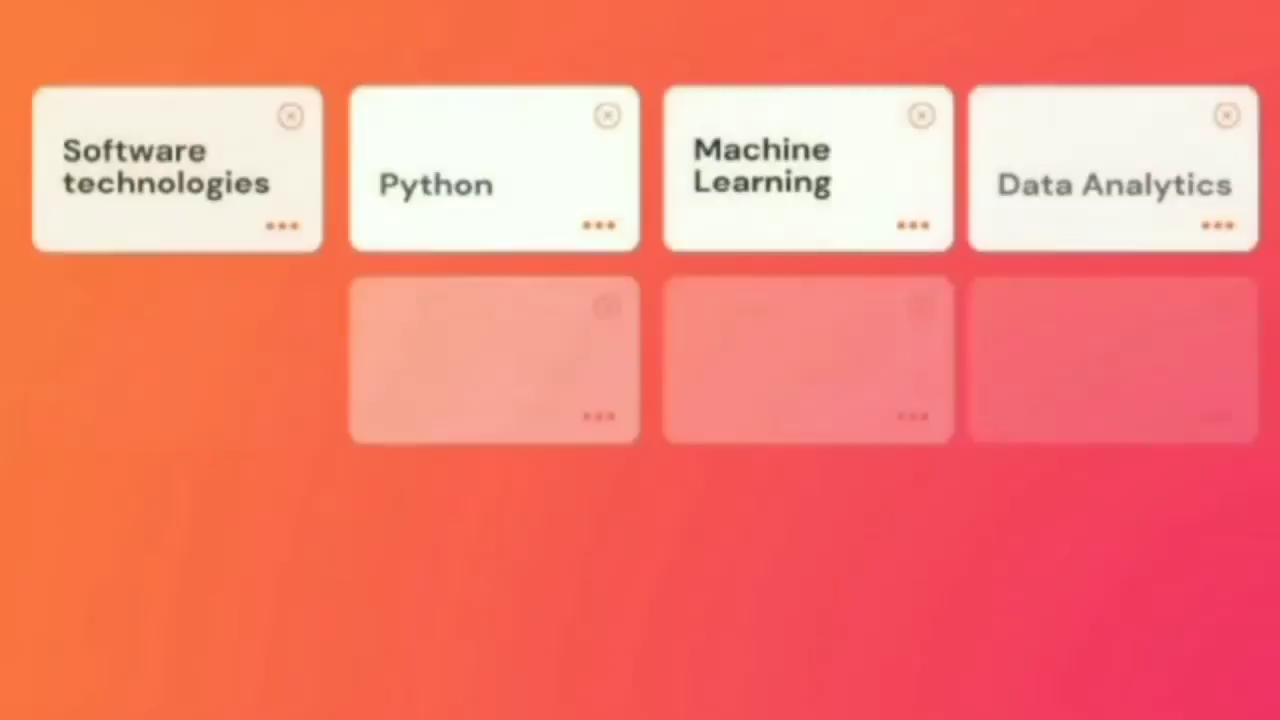 Software
technologies
Python
Machine
Learning
Data Analytics